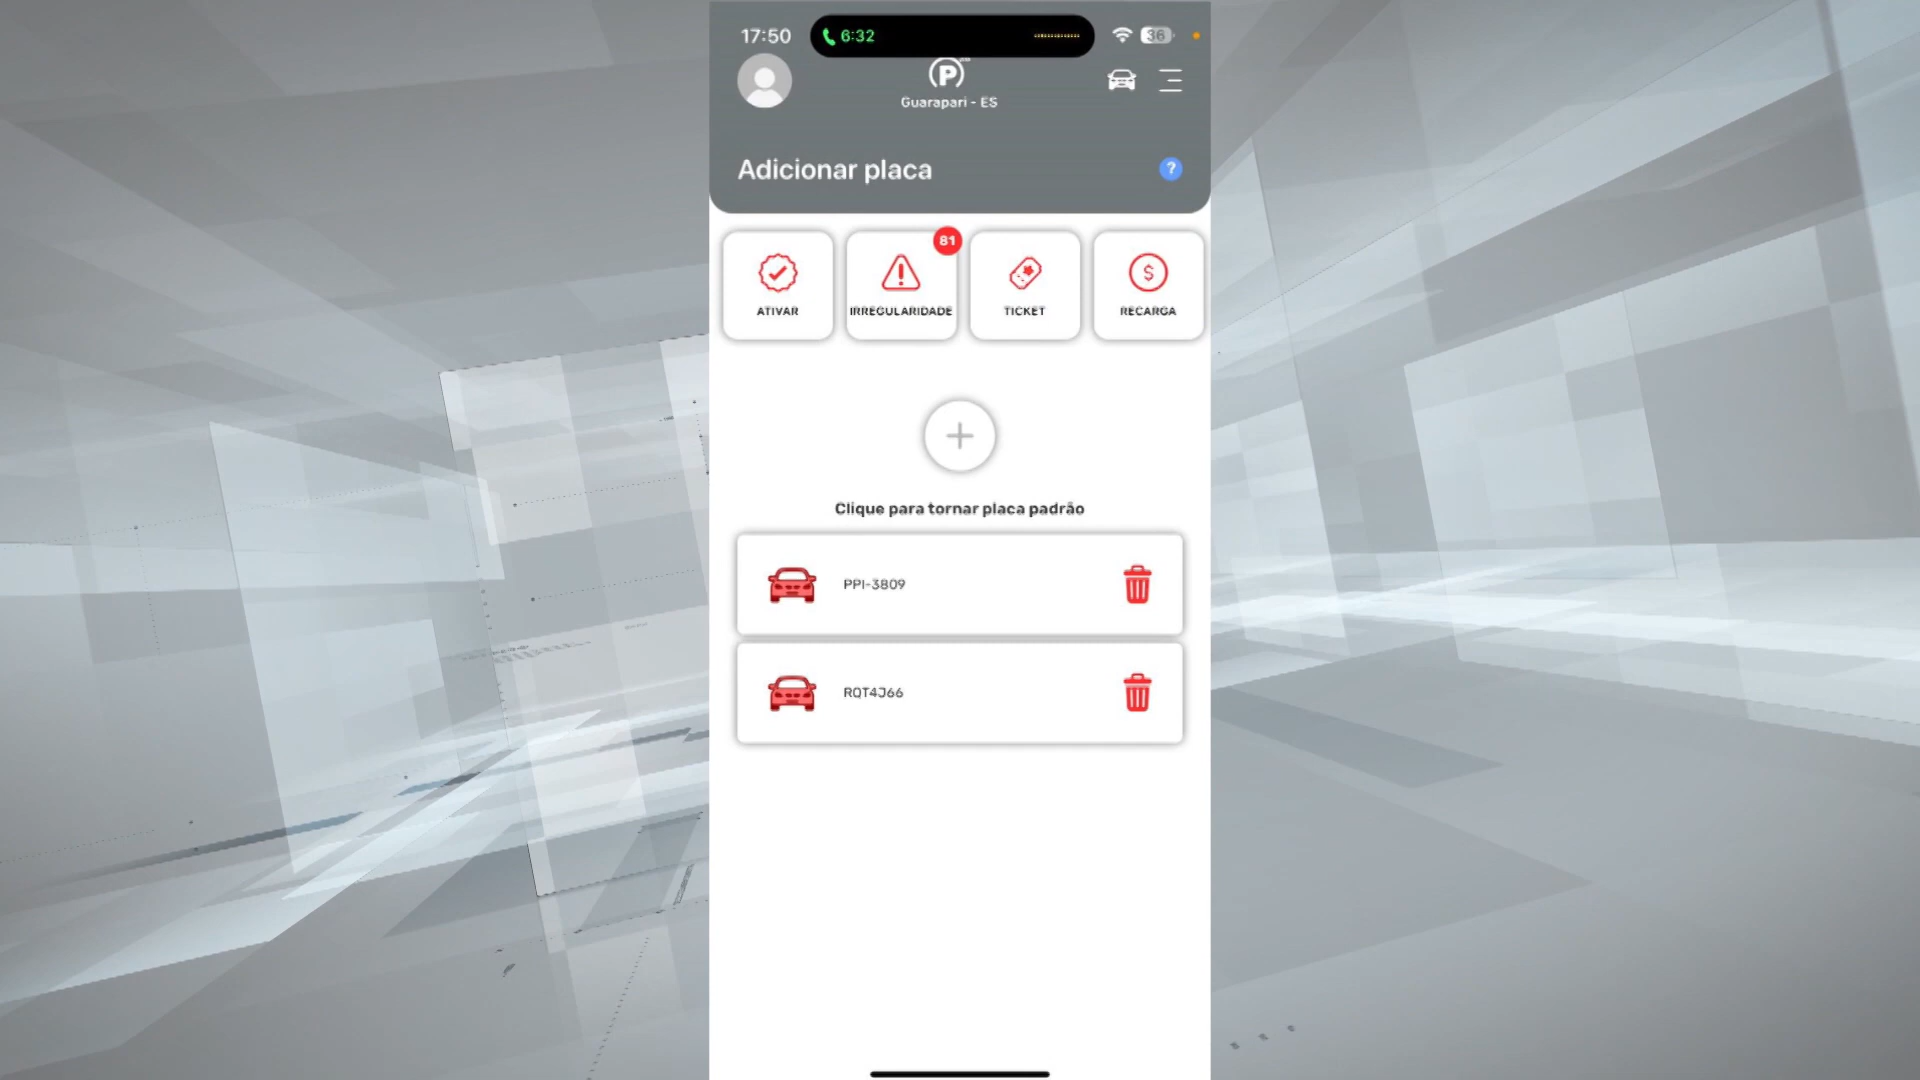 17:50
6:32
36
P
Guarapari - ES
Adicionar placa
?
81
ATIVAR
IRREGULARIDADE
TICKET
RECARGA
Clique para tornar placa padrão
PPI-3809
RQT4J66